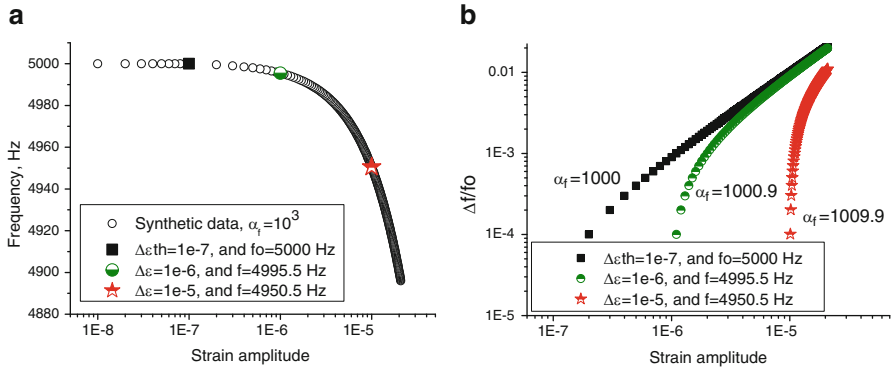 a
Frequency, Hz
5000
4980
4960
4940
4920
4900
4880
Synthetic data, α_f=10³
Δεth=1e-7, and fo=5000 Hz
Δε=1e-6, and f=4995.5 Hz
Δε=1e-5, and f=4950.5 Hz
1E-8 1E-7 1E-6 1E-5
Strain amplitude
b
Δf/fo
0.01
1E-3
1E-4
1E-5
α_f=1000
α_f=1000.9
α_f=1009.9
Δεth=1e-7, and fo=5000 Hz
Δε=1e-6, and f=4995.5 Hz
Δε=1e-5, and f=4950.5 Hz
1E-7 1E-6 1E-5
Strain amplitude